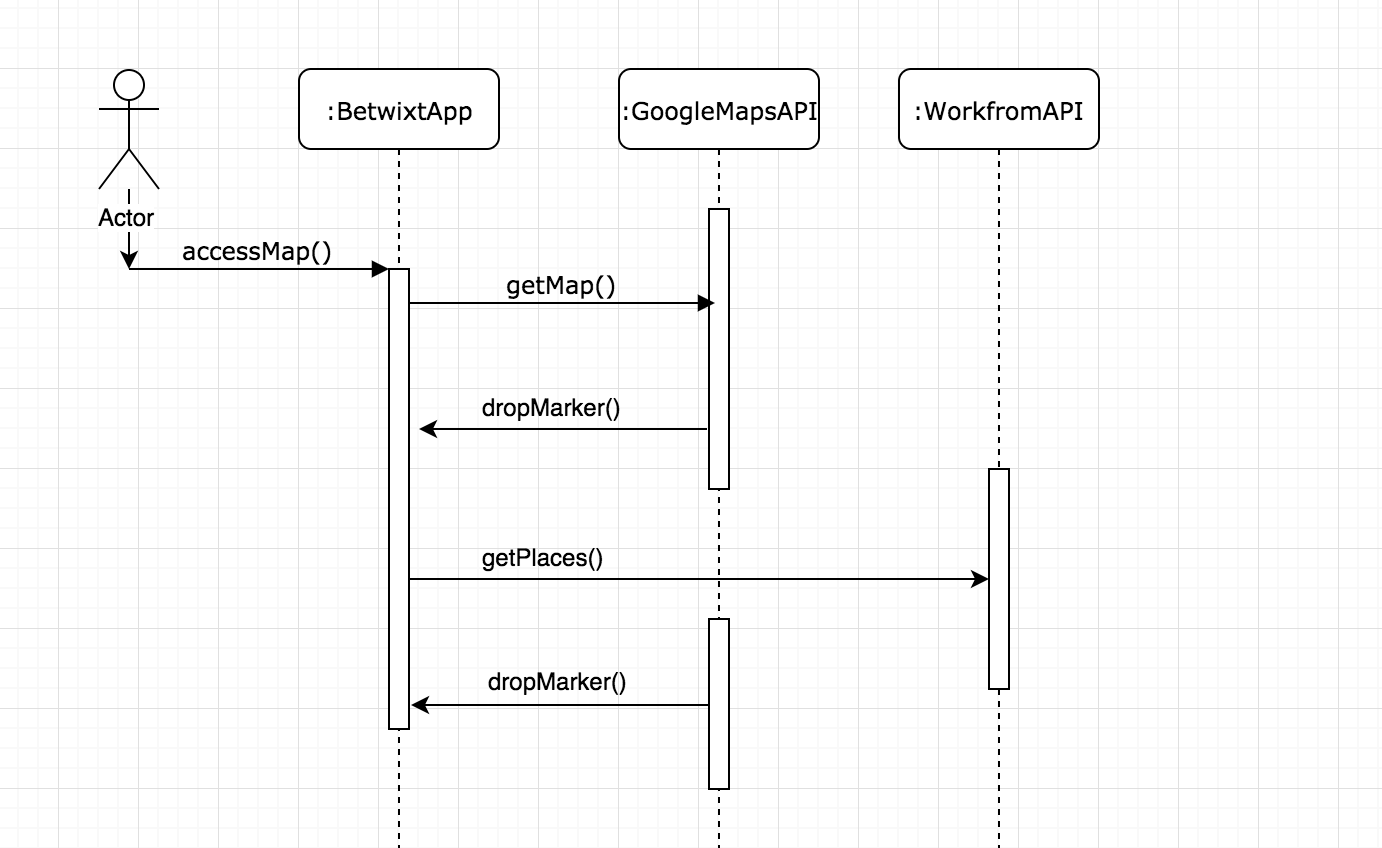 :BetwixtApp
:GoogleMapsAPI
:WorkfromAPI
Actor
accessMap()
getMap()
dropMarker()
getPlaces()
dropMarker()